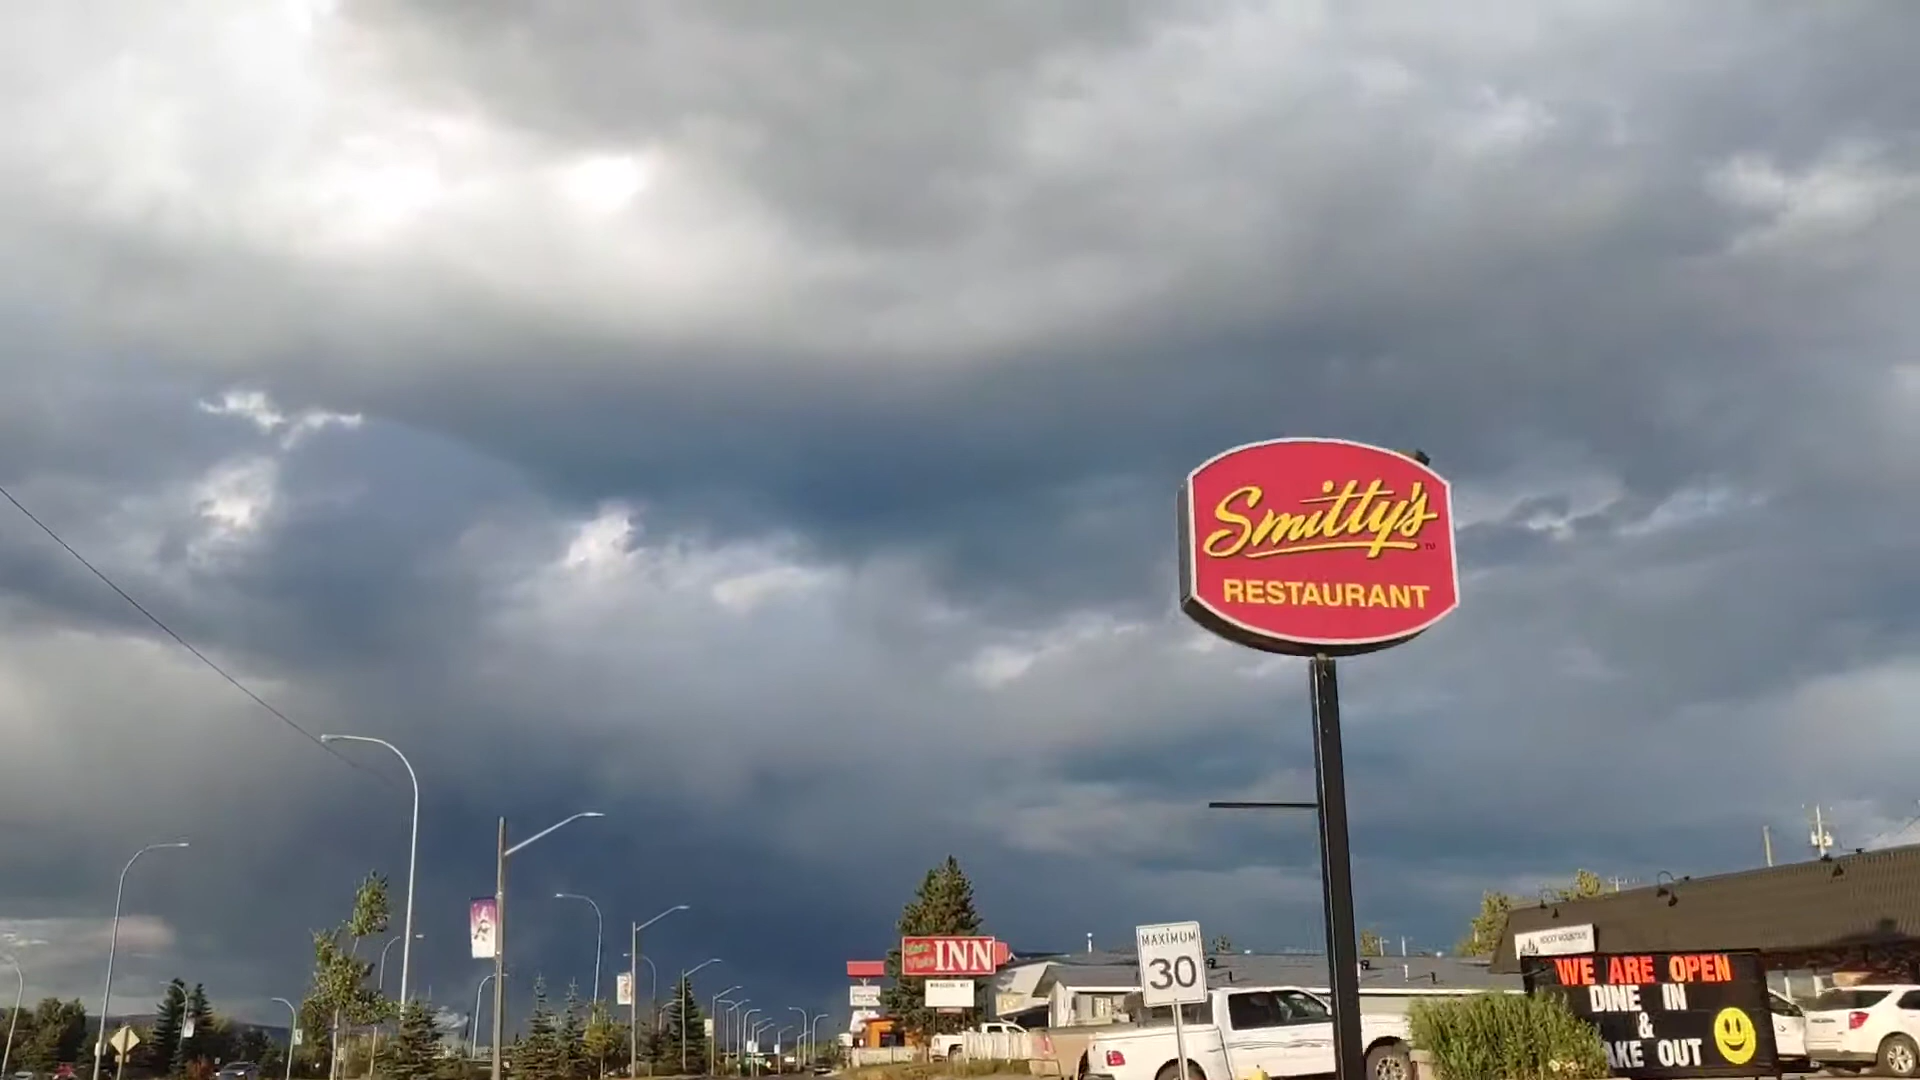 Smitty's
RESTAURANT
INN
MAXIMUM
30
WE ARE OPEN
DINE IN
&
AKE OUT